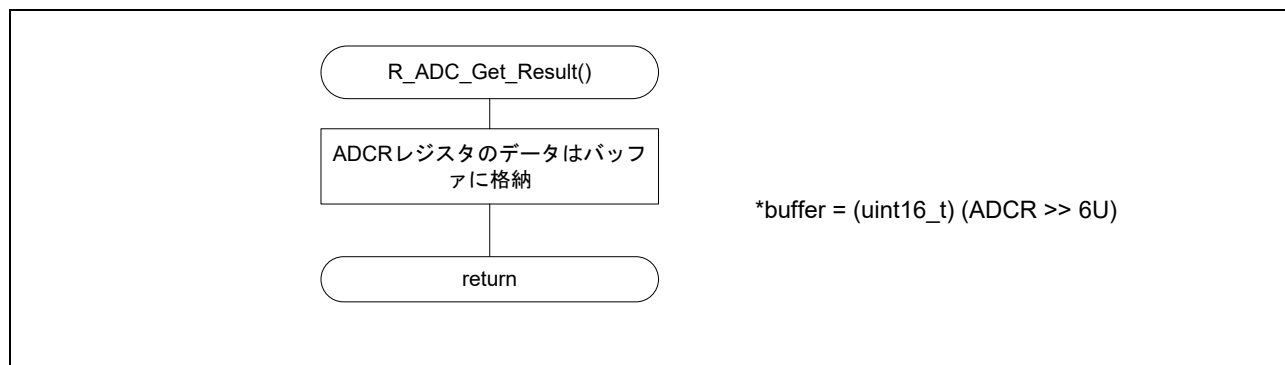 R_ADC_Get_Result()
ADCRレジスタのデータはバッフ
ァに格納
*buffer = (uint16_t) (ADCR >> 6U)
return